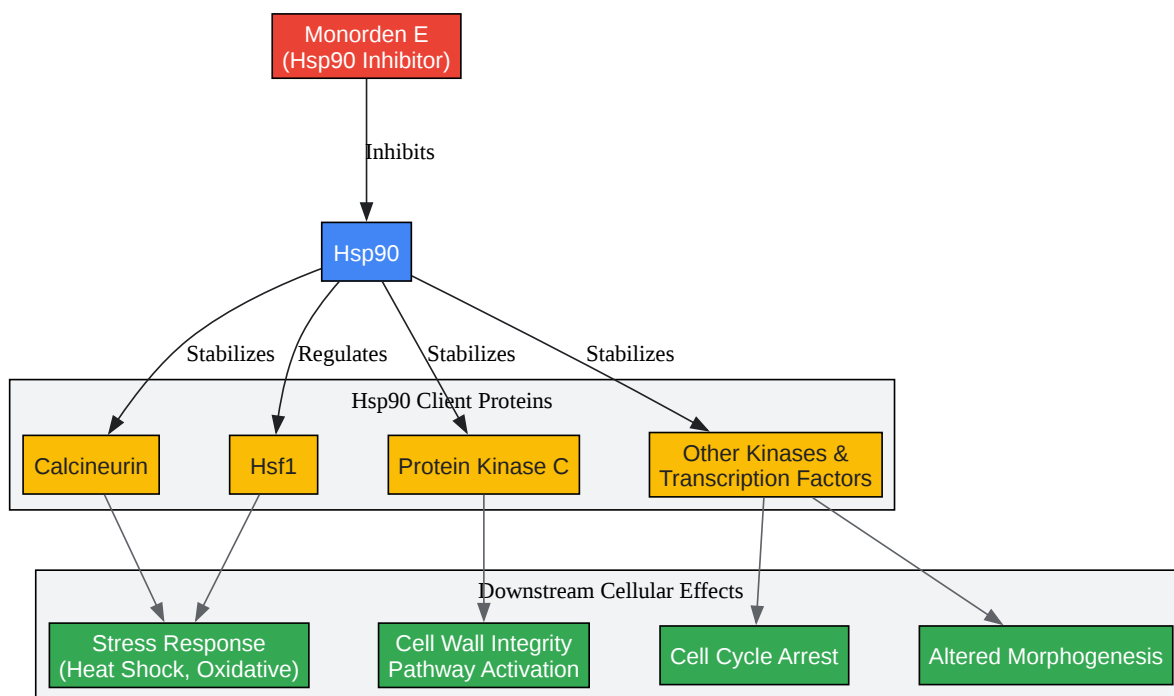 Monorden E
(Hsp90 Inhibitor)
Inhibits
Hsp90
Stabilizes
Regulates
Stabilizes
Stabilizes
Hsp90 Client Proteins
Calcineurin
Hsf1
Protein Kinase C
Other Kinases &
Transcription Factors
Downstream Cellular Effects
Stress Response
(Heat Shock, Oxidative)
Cell Wall Integrity
Pathway Activation
Cell Cycle Arrest
Altered Morphogenesis